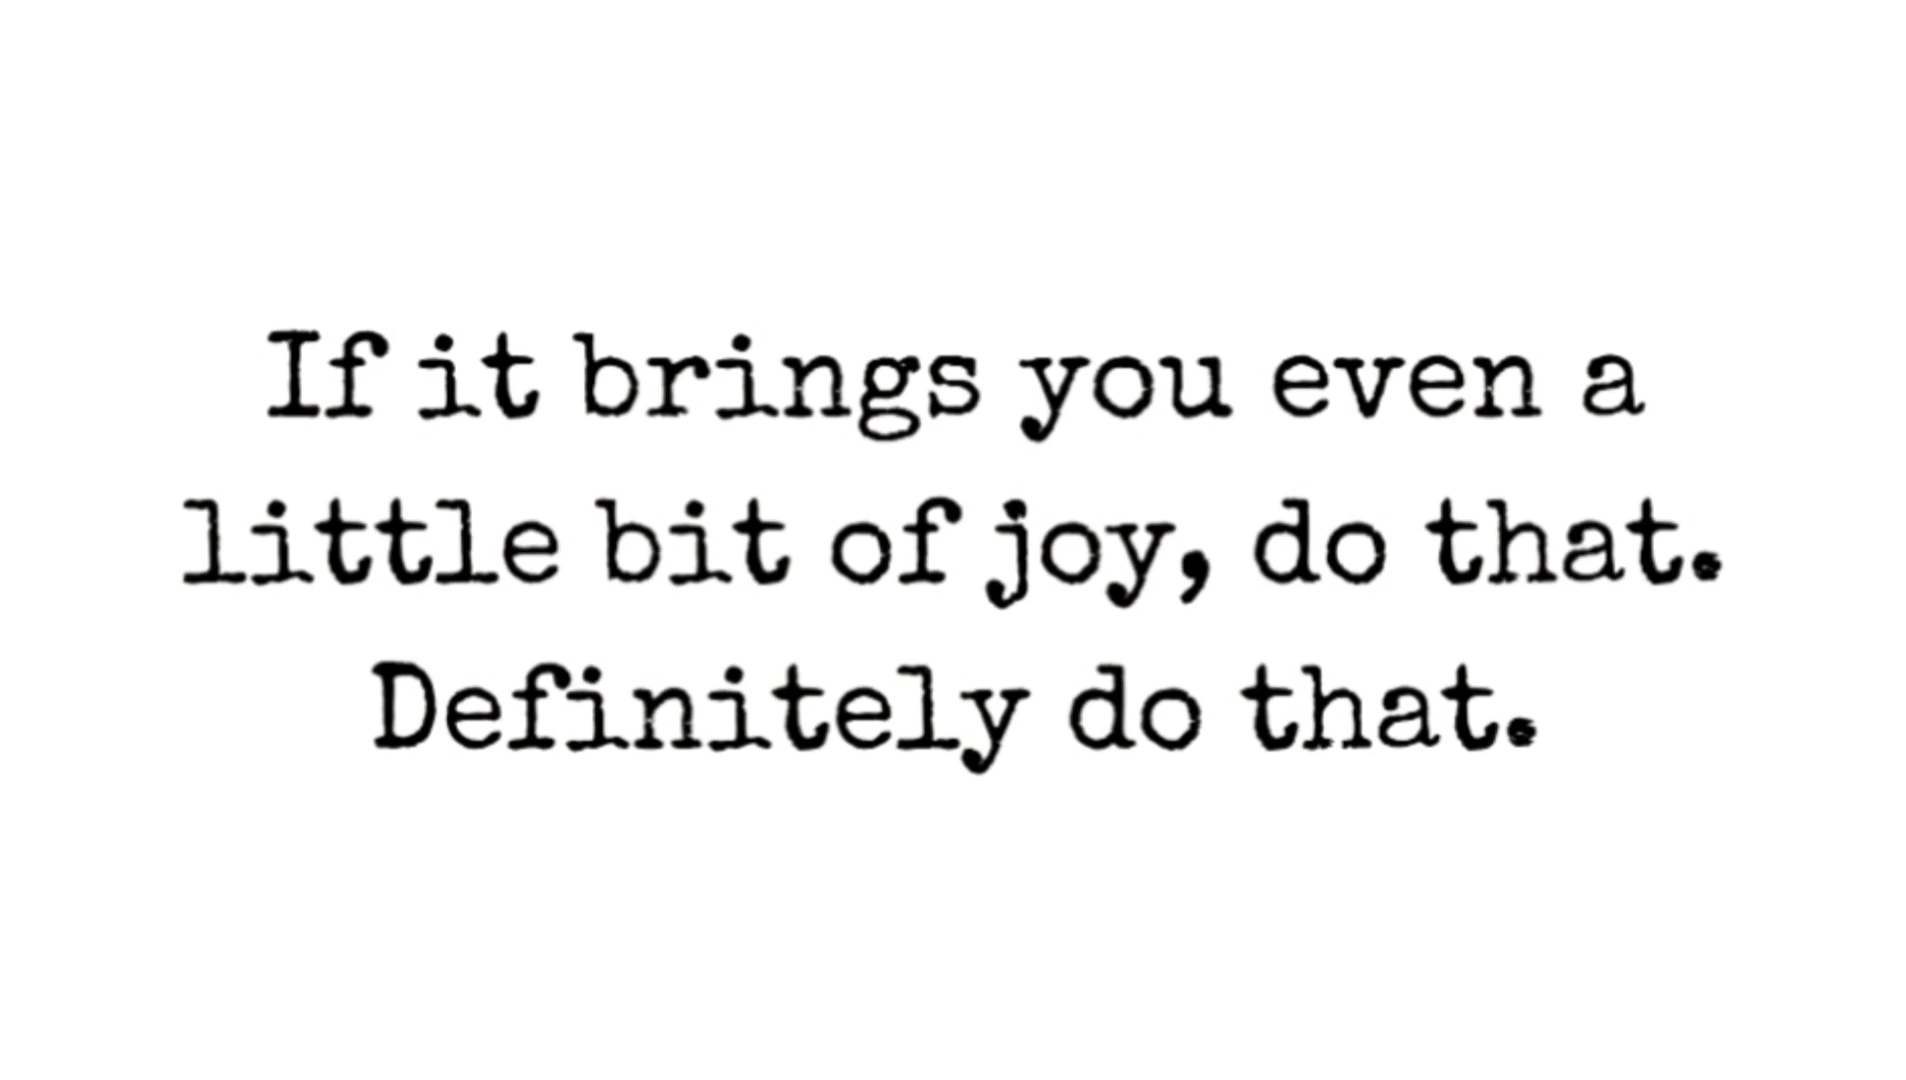 If it brings you even a
little bit of joy, do that.
Definitely do that.